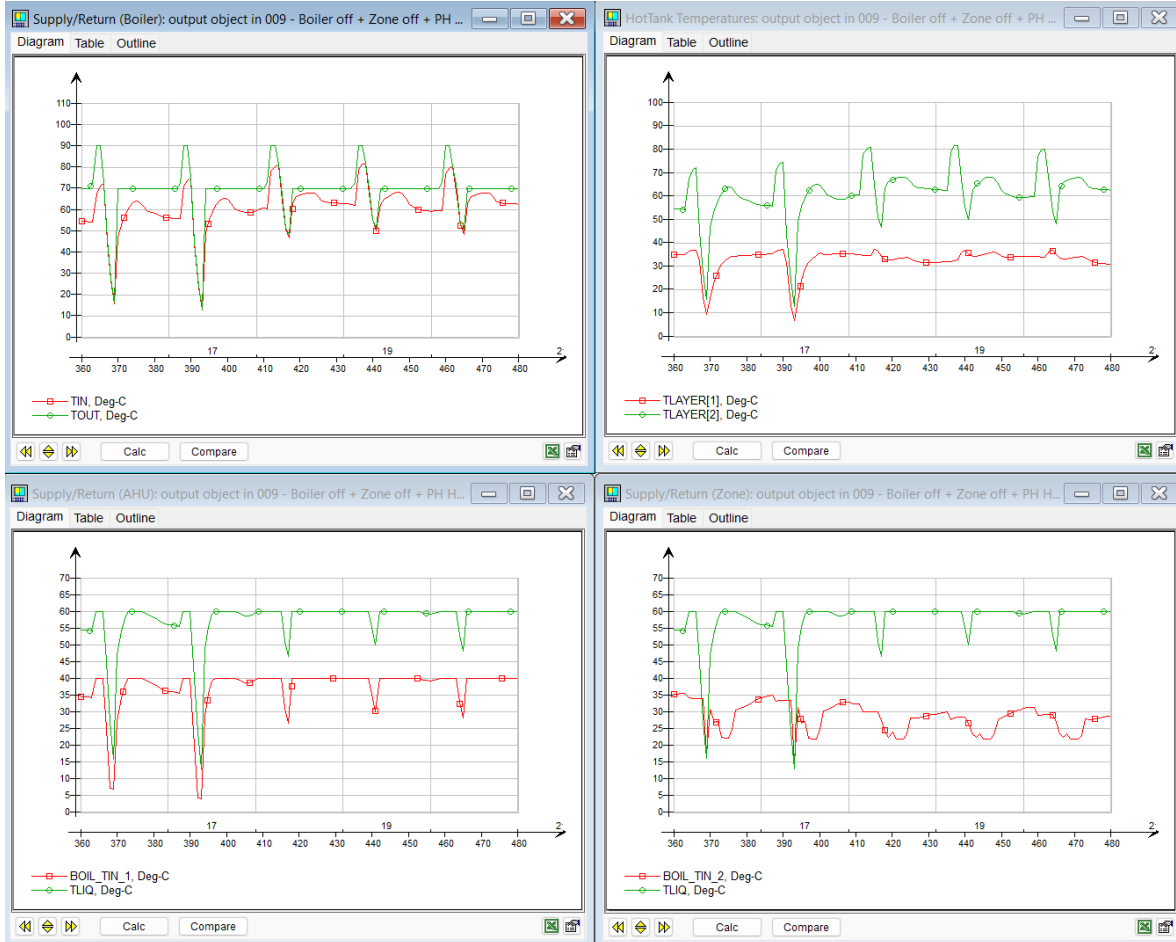 Supply/Return (Boiler): output object in 009 - Boiler off + Zone off + PH ...
Diagram Table Outline
110
100
90
80
70
60
50
40
30
20
10
0
17 19 2
360 370 380 390 400 410 420 430 440 450 460 470 480
TIN, Deg-C
TOUT, Deg-C
Calc Compare
HotTank Temperatures: output object in 009 - Boiler off + Zone off + PH ...
Diagram Table Outline
100
90
80
70
60
50
40
30
20
10
0
17 19 2
360 370 380 390 400 410 420 430 440 450 460 470 480
TLAYER[1], Deg-C
TLAYER[2], Deg-C
Calc Compare
Supply/Return (AHU): output object in 009 - Boiler off + Zone off + PH H...
Diagram Table Outline
70
65
60
55
50
45
40
35
30
25
20
15
10
5
0
17 19 2
360 370 380 390 400 410 420 430 440 450 460 470 480
BOIL_TIN_1, Deg-C
TLIQ, Deg-C
Calc Compare
Supply/Return (Zone): output object in 009 - Boiler off + Zone off + PH H...
Diagram Table Outline
70
65
60
55
50
45
40
35
30
25
20
15
10
5
0
17 19 2
360 370 380 390 400 410 420 430 440 450 460 470 480
BOIL_TIN_2, Deg-C
TLIQ, Deg-C
Calc Compare